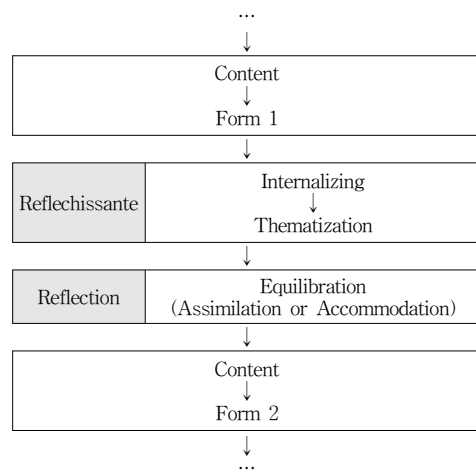 ...
Content
Form 1
Reflechissante
Internalizing
Thematization
Reflection
Equilibration
(Assimilation or Accommodation)
Content
Form 2
...